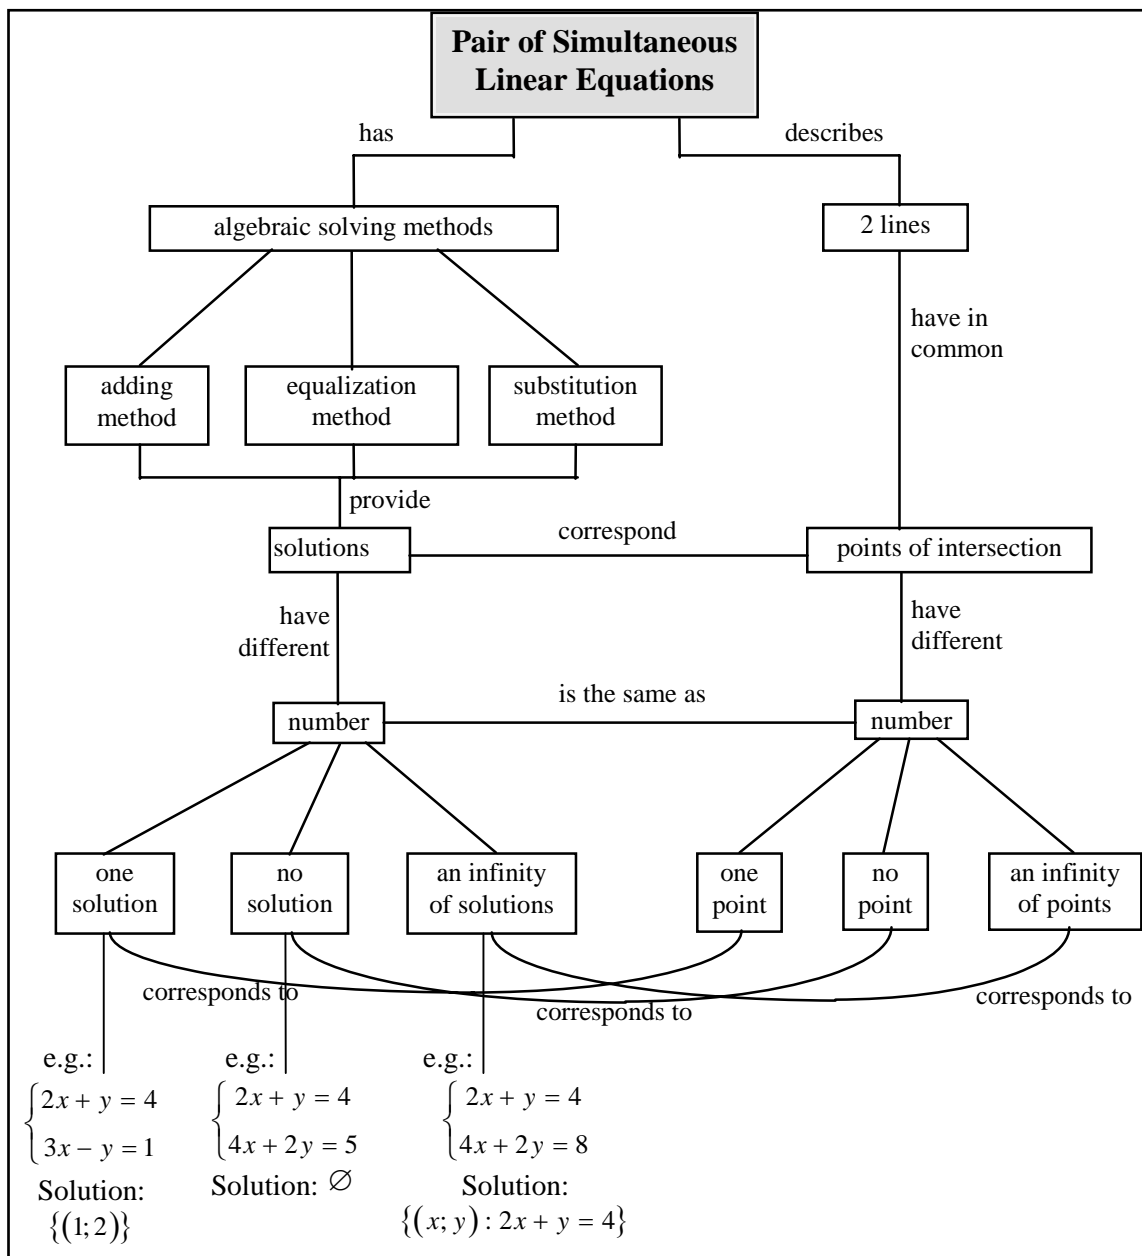 Pair of Simultaneous
Linear Equations
has
describes
algebraic solving methods
2 lines
have in
common
adding
method
equalization
method
substitution
method
provide
solutions
correspond
points of intersection
have
different
have
different
number
is the same as
number
one
solution
no
solution
an infinity
of solutions
one
point
no
point
an infinity
of points
corresponds to
corresponds to
corresponds to
e.g.:
2x + y = 4
3x − y = 1
Solution:
{(1; 2)}
e.g.:
2x + y = 4
4x + 2y = 5
Solution: ∅
e.g.:
2x + y = 4
4x + 2y = 8
Solution:
{(x; y) : 2x + y = 4}